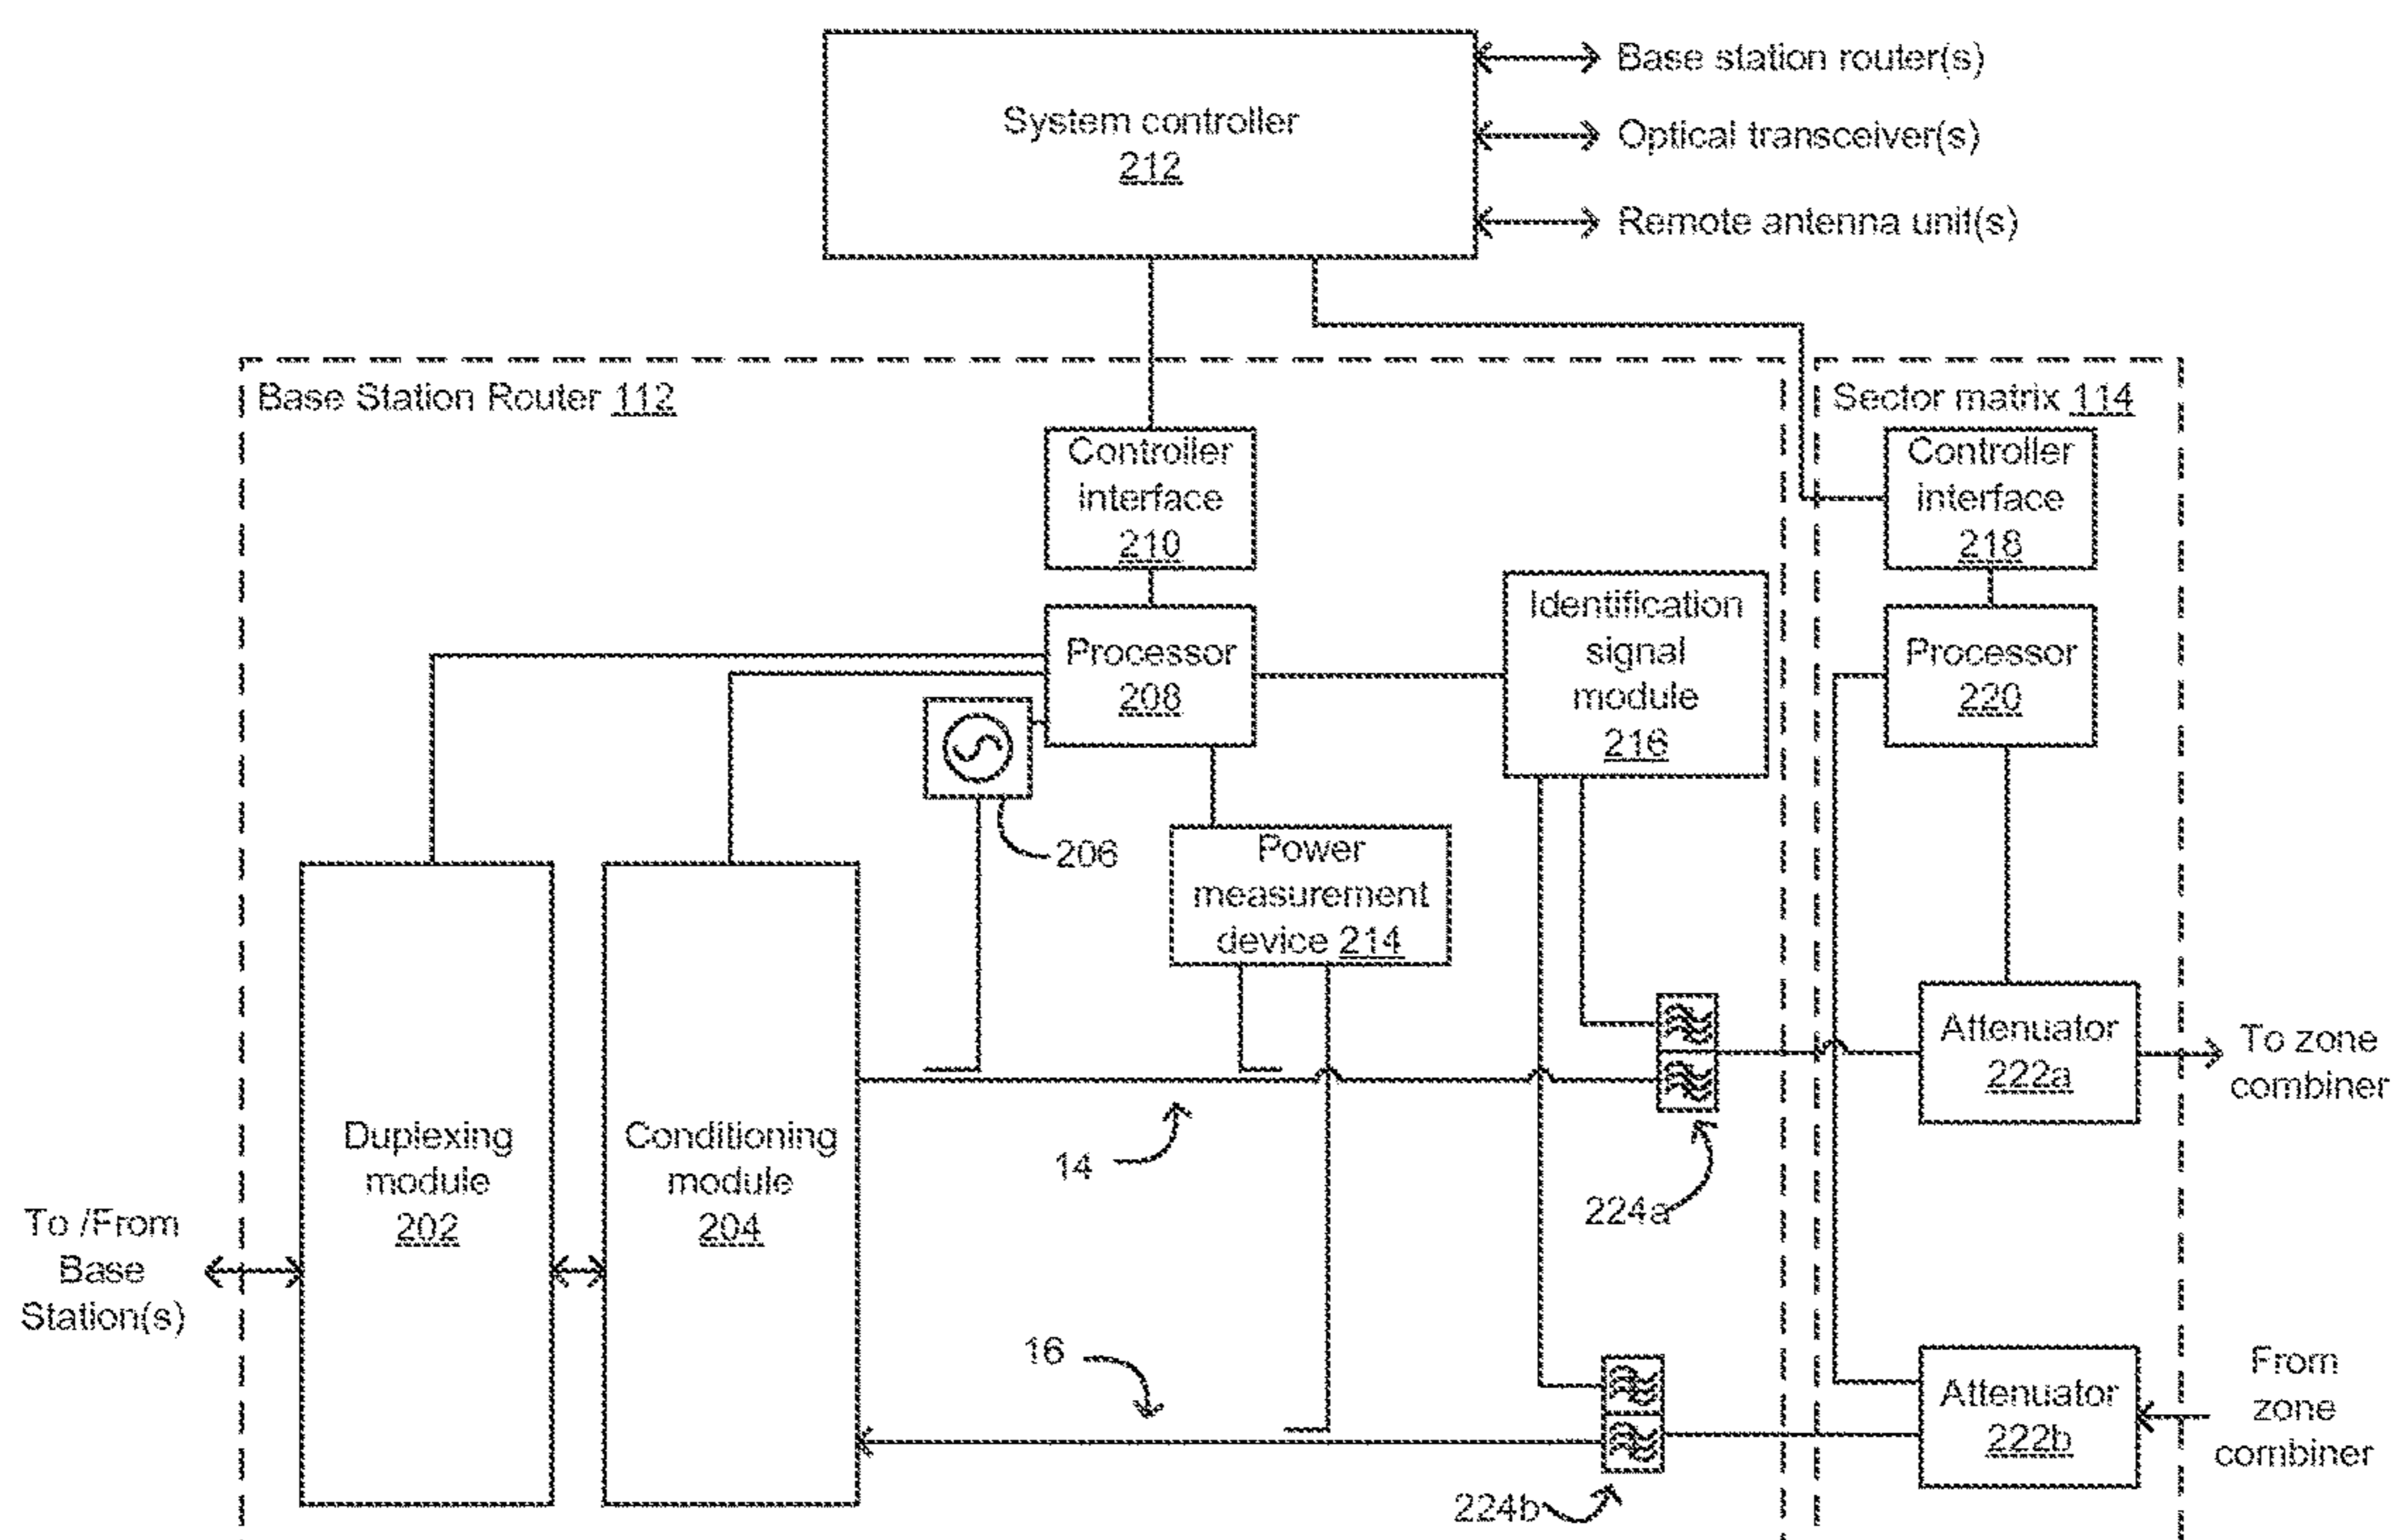 System controller
212
Base station router(s)
Optical transceiver(s)
Remote antenna unit(s)
Base Station Router 112
Sector matrix 114
Controller
interface
210
Controller
interface
218
Processor
208
Identification
signal
module
216
Processor
220
206
Power
measurement
device 214
Attenuator
222a
To zone
combiner
Duplexing
module
202
Conditioning
module
204
14
224a
To /From
Base
Station(s)
16
Attenuator
222b
From
zone
combiner
224b